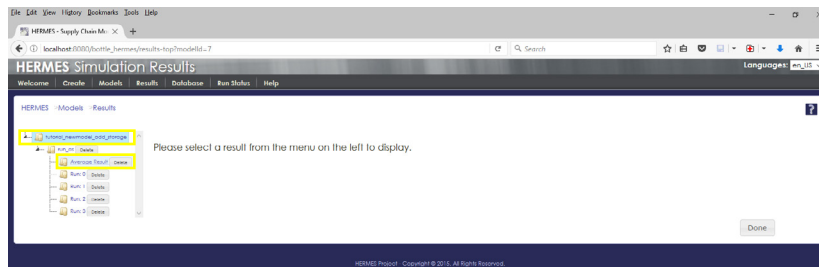 File Edit View History Bookmarks Tools Help
HERMES - Supply Chain Mo
localhost:8080/bottle_hermes/results-top?modelId=7
Search
HERMES Simulation Results
Languages: en_US
Welcome Create Models Results Database Run Status Help
HERMES Models Results
?
tutorial_newmodel_add_storage
Delete
Average Result Delete
Run: 0 Delete
Run: 1 Delete
Run: 2 Delete
Run: 3 Delete
Please select a result from the menu on the left to display.
Done
HERMES Project - Copyright © 2015, All Rights Reserved.